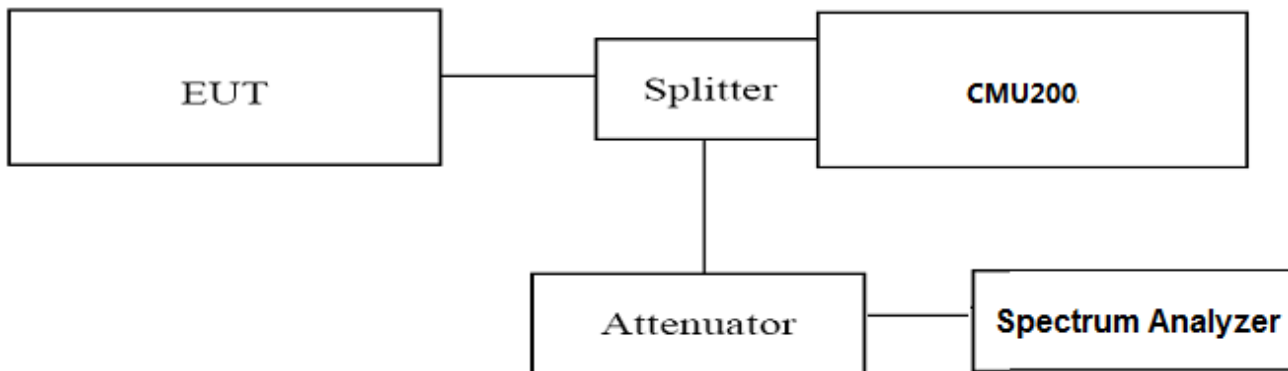 EUT
Splitter
CMU200.
Attenuator
Spectrum Analyzer